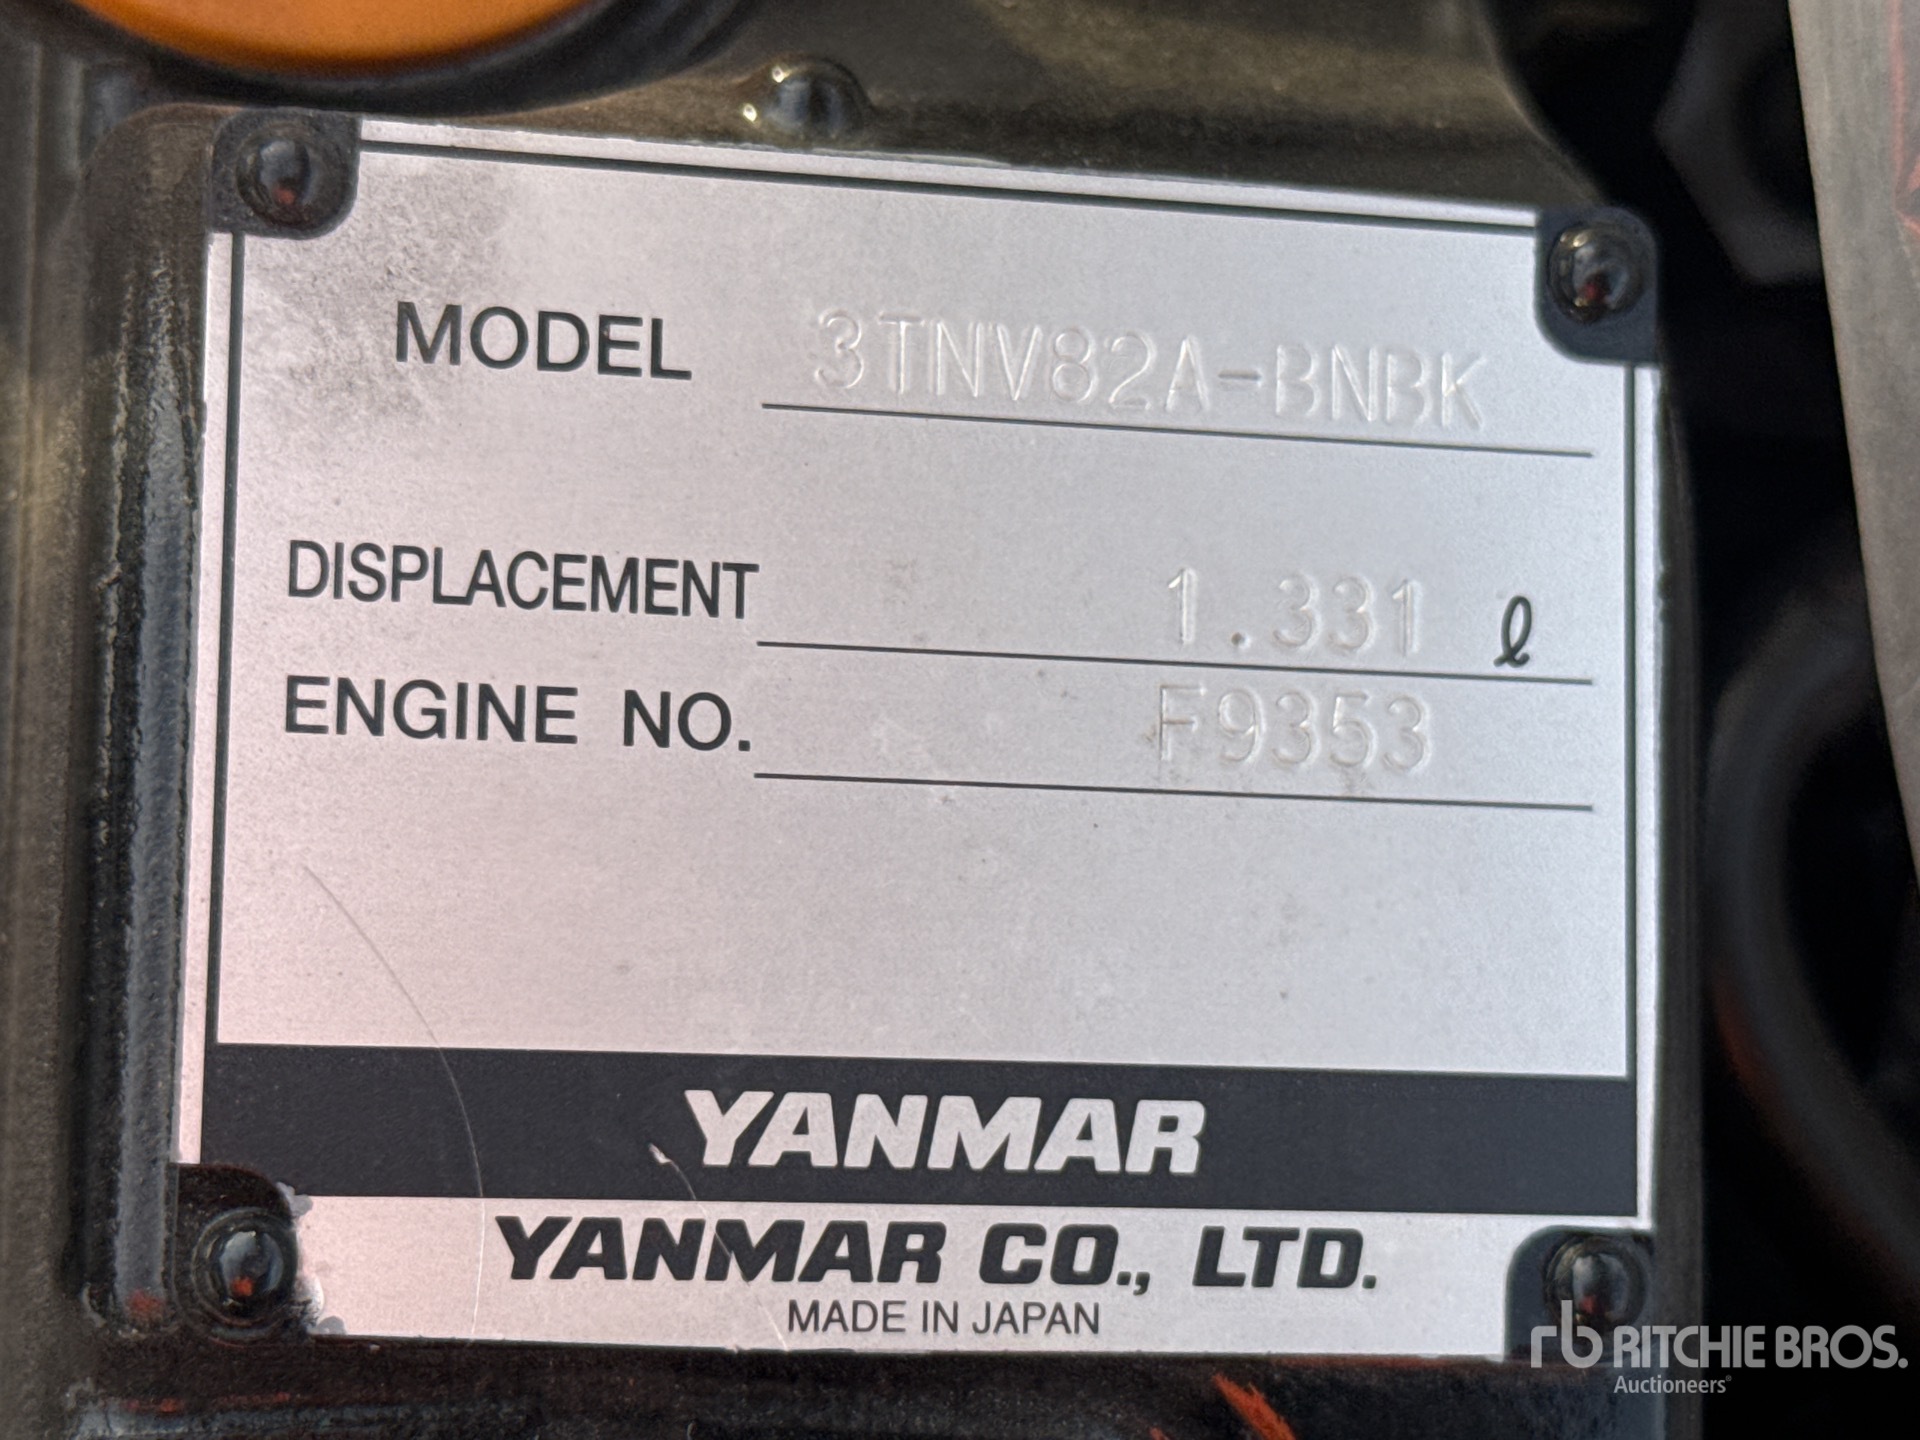 MODEL 3TNV82A-BNBK
DISPLACEMENT 1.331 ℓ
ENGINE NO. F9353
YANMAR
YANMAR CO., LTD.
MADE IN JAPAN
rb RITCHIE BROS.
Auctioneers®